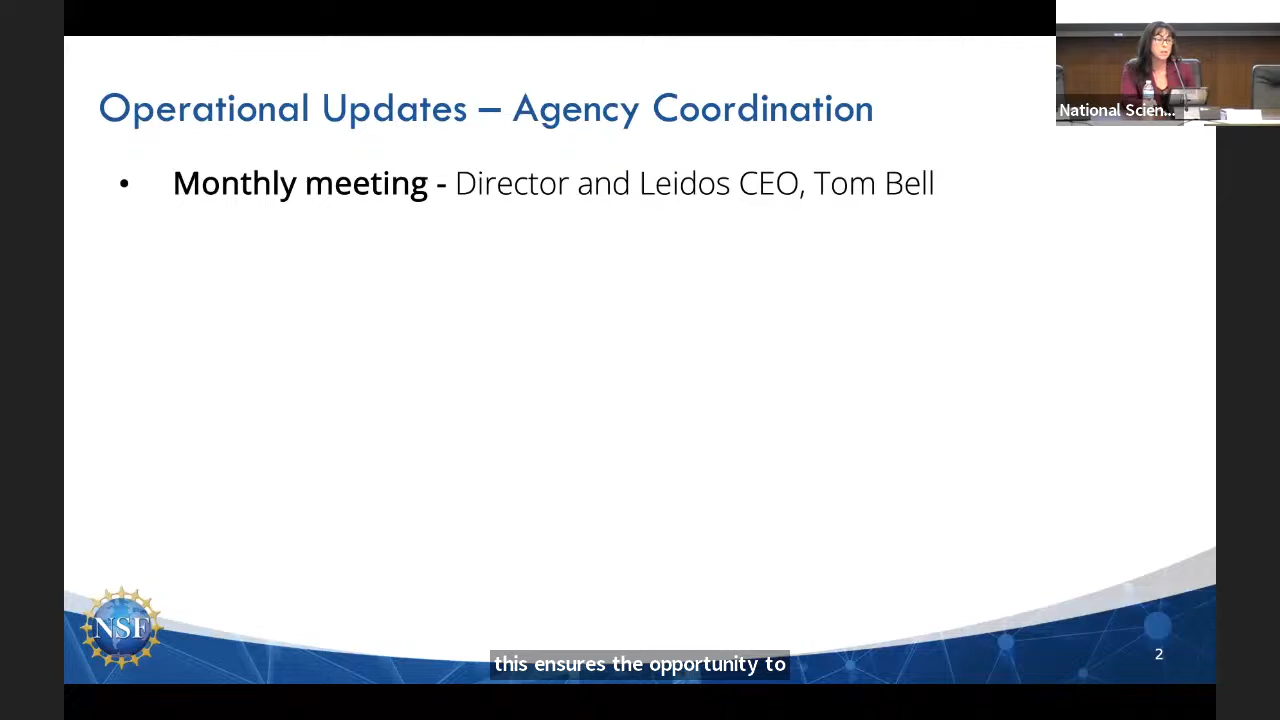 Operational Updates – Agency Coordination
National Scien...
• Monthly meeting - Director and Leidos CEO, Tom Bell
NSF
this ensures the opportunity to
2